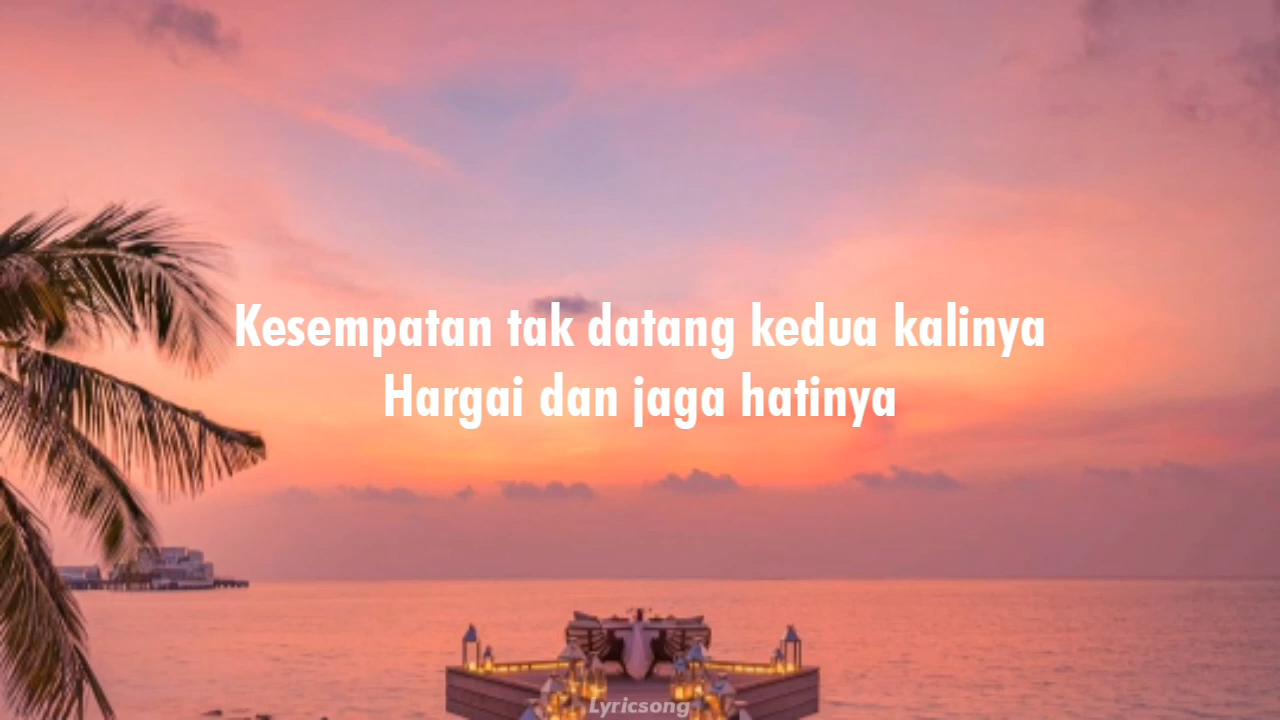 Kesempatan tak datang kedua kalinya
Hargai dan jaga hatinya
Lyricsong